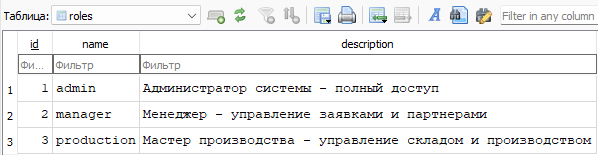 Таблица: roles Filter in any column
id name description
Фи... Фильтр Фильтр
1 1 admin Администратор системы – полный доступ
2 2 manager Менеджер – управление заявками и партнерами
3 3 production Мастер производства – управление складом и производством